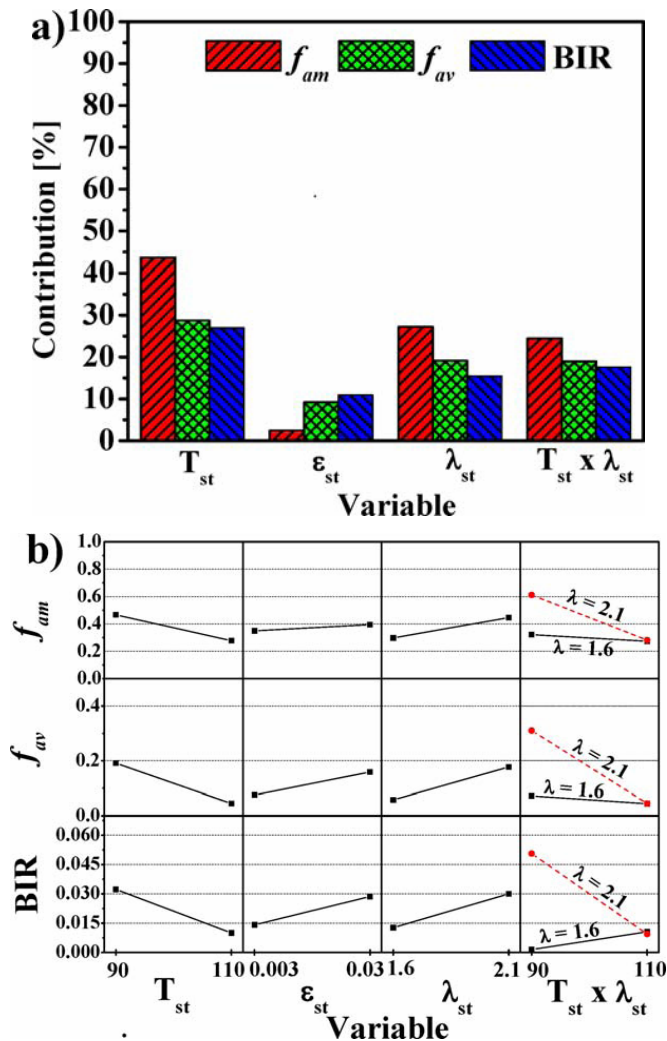 a)
100
90
80
70
60
50
40
30
20
10
0
Contribution [%]
f_am f_av BIR
T_st ε_st λ_st T_st x λ_st
Variable
b)
1.0
0.8
0.6
0.4
0.2
0.0
f_am
λ = 2.1
λ = 1.6
0.4
0.2
0.0
f_av
λ = 2.1
λ = 1.6
0.060
0.045
0.030
0.015
0.000
BIR
λ = 2.1
λ = 1.6
90 110 0.003 0.03 1.6 2.1 90 110
T_st ε_st λ_st T_st x λ_st
Variable